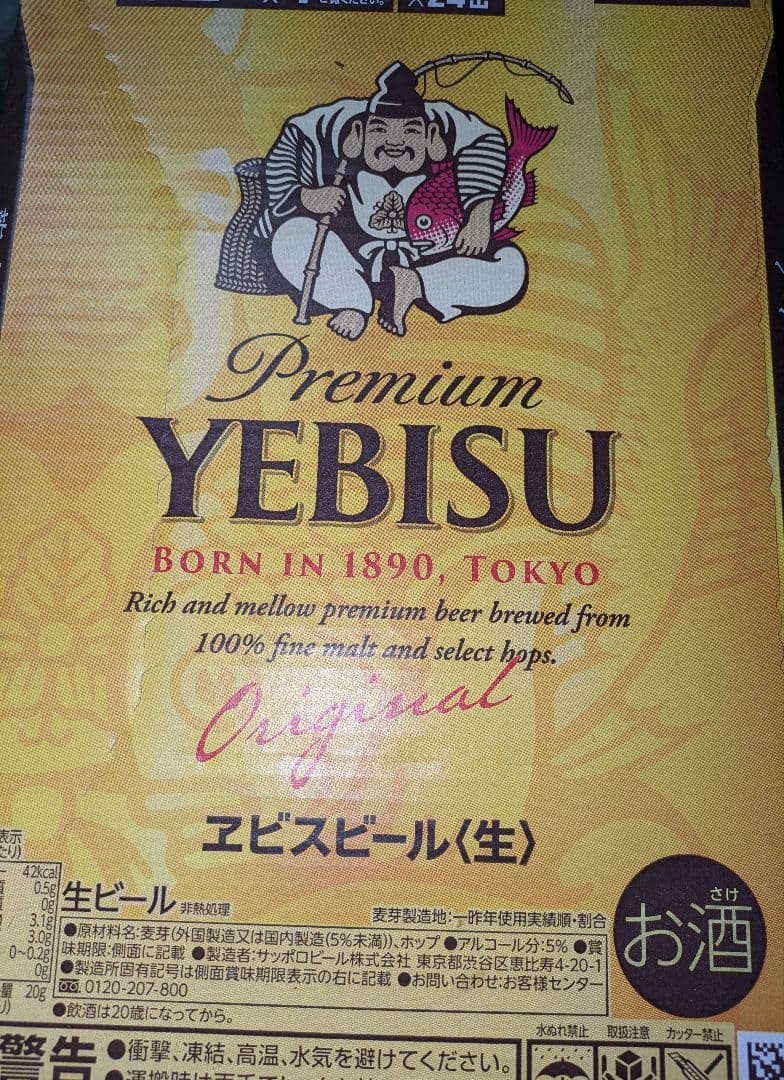 ×24缶
Premium
YEBISU
BORN IN 1890, TOKYO
Rich and mellow premium beer brewed from
100% fine malt and select hops.
Original
ヱビスビール〈生〉
表示
42kcal
0.5g
0g
3.1g
3.0g
0~0.2g
0g
20g
生ビール 非熱処理
麦芽製造地:一昨年使用実績順・割合
●原材料名:麦芽(外国製造又は国内製造(5%未満))、ホップ ●アルコール分:5% ●賞
味期限:側面に記載 ●製造者:サッポロビール株式会社 東京都渋谷区恵比寿4-20-1
●製造所固有記号は側面賞味期限表示の右に記載 ●お問い合わせ:お客様センター
0120-207-800
●飲酒は20歳になってから。
さけ
お酒
警告
●衝撃、凍結、高温、水気を避けてください。
水ぬれ禁止 取扱注意 カッター禁止